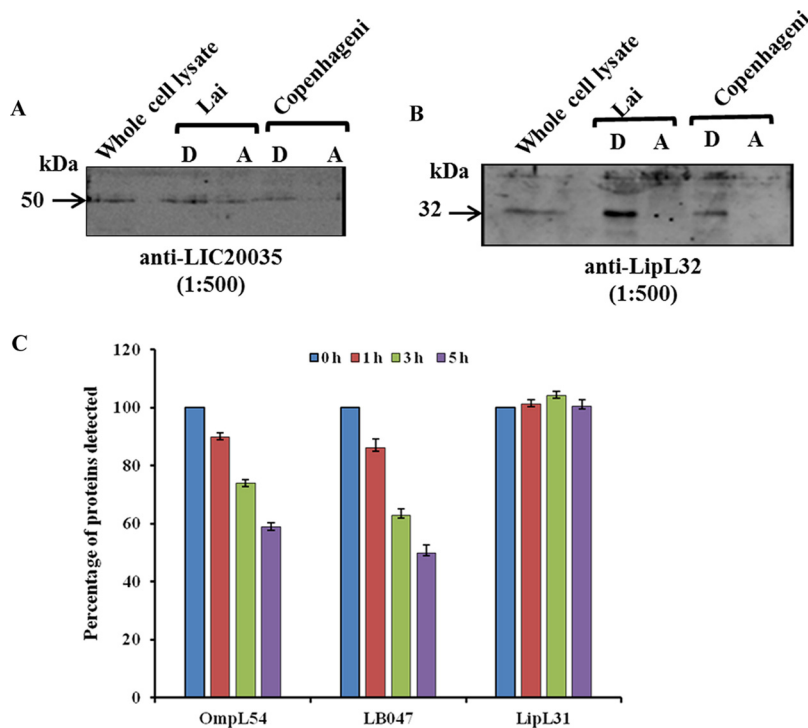 A
Whole cell lysate
Lai
Copenhageni
D A D A
kDa
50
anti-LIC20035
(1:500)
B
Whole cell lysate
Lai
Copenhageni
D A D A
kDa
32
anti-LipL32
(1:500)
C
Percentage of proteins detected
120
100
80
60
40
20
0
0 h 1 h 3 h 5 h
OmpL54 LB047 LipL31